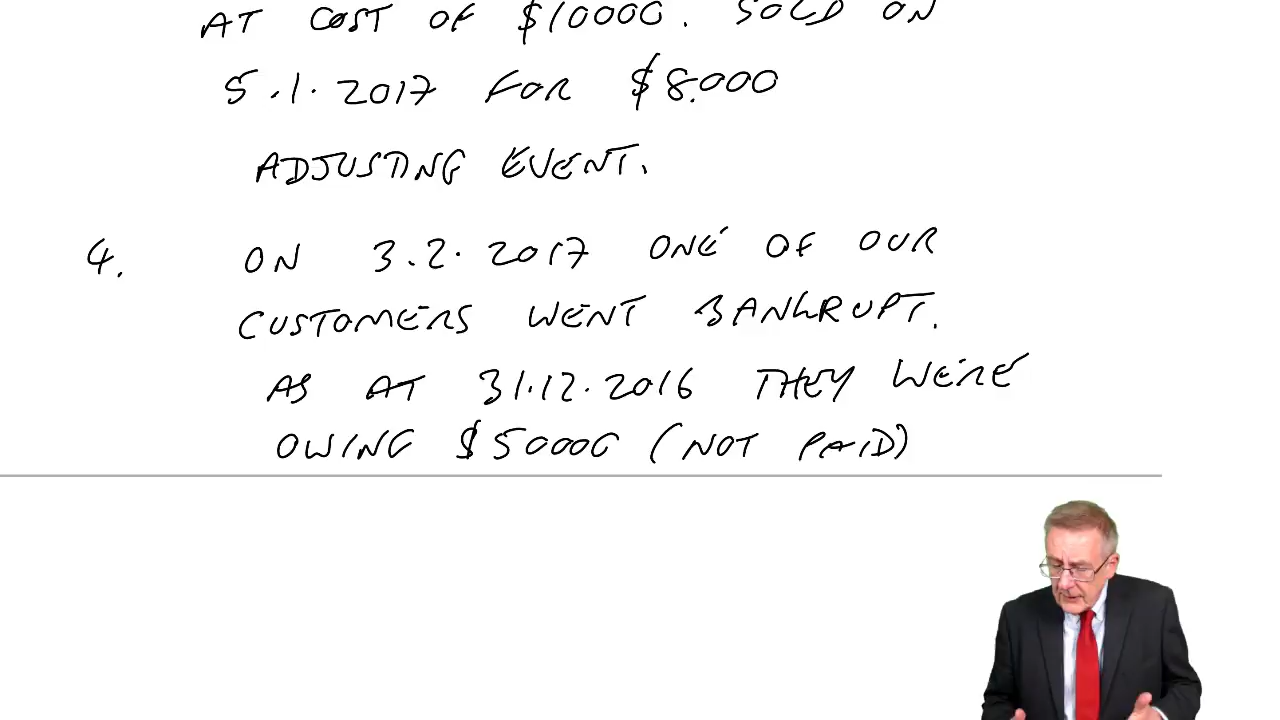 AT COST OF $10000. SOLD ON
5.1.2017 FOR $8.000
ADJUSTING EVENT.
4. ON 3.2.2017 ONE OF OUR
CUSTOMERS WENT BANKRUPT.
AS AT 31.12.2016 THEY WERE
OWING $50000 (NOT PAID)